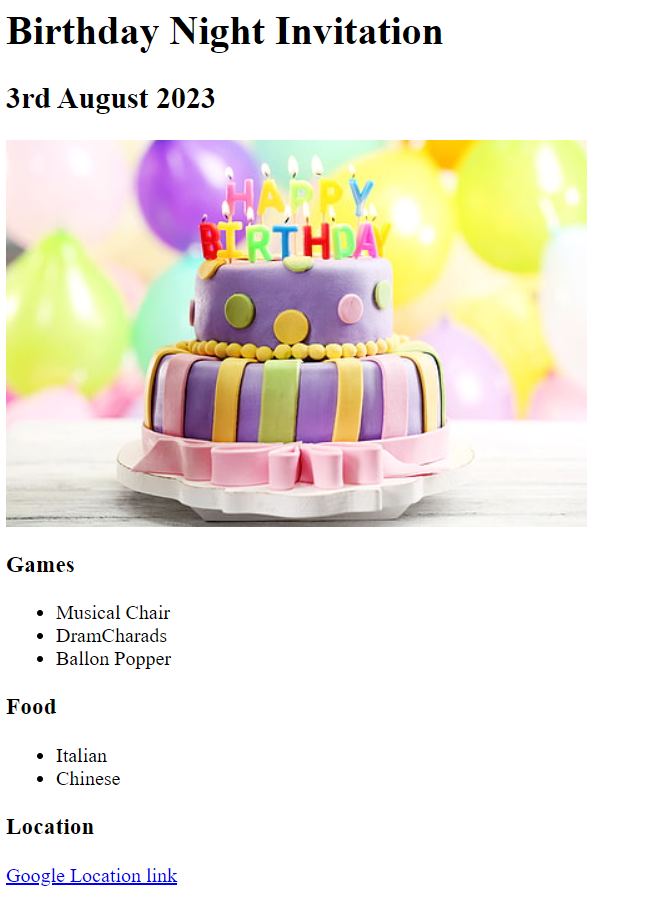 Birthday Night Invitation
3rd August 2023
HAPPY
BIRTHDAY
Games
Musical Chair
DramCharads
Ballon Popper
Food
Italian
Chinese
Location
Google Location link